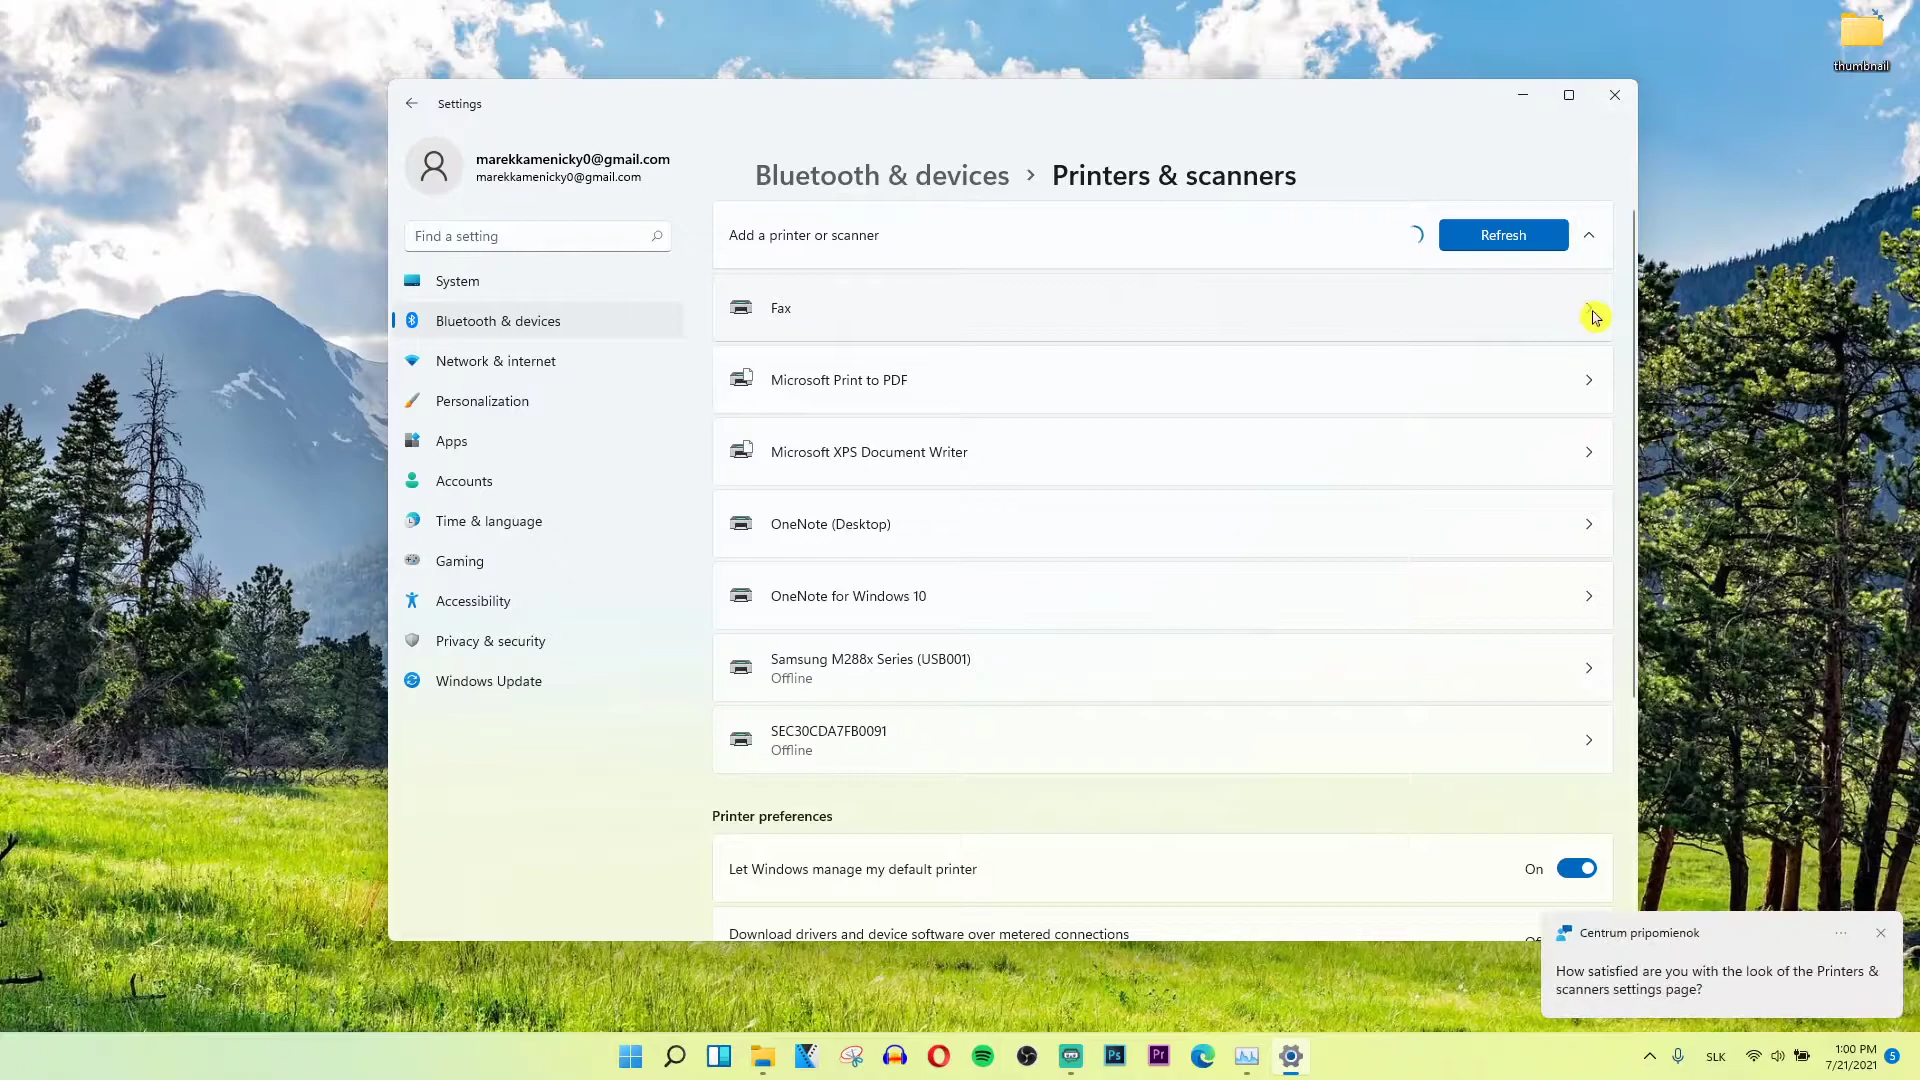 thumbnail
Settings
marekkamenicky0@gmail.com
marekkamenicky0@gmail.com
Find a setting
System
Bluetooth & devices
Network & internet
Personalization
Apps
Accounts
Time & language
Gaming
Accessibility
Privacy & security
Windows Update
Bluetooth & devices > Printers & scanners
Add a printer or scanner
Refresh
Fax
Microsoft Print to PDF
Microsoft XPS Document Writer
OneNote (Desktop)
OneNote for Windows 10
Samsung M288x Series (USB001)
Offline
SEC30CDA7FB0091
Offline
Printer preferences
Let Windows manage my default printer
On
Download drivers and device software over metered connections
Centrum pripomienok
How satisfied are you with the look of the Printers &
scanners settings page?
Ps
Pr
SLK
1:00 PM
7/21/2021
5